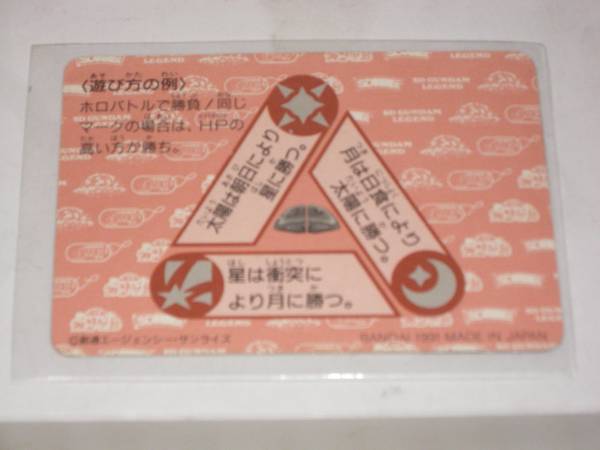 〈遊び方の例〉
ホロバトルで勝負!同じ
マークの場合は、HPの
高い方が勝ち。
太陽は明日により
星に勝つ。
月は日食により
太陽に勝つ。
星は衝突に
より月に勝つ。
©創通エージェンシー・サンライズ
BANDAI 1991 MADE IN JAPAN
SD GUNDAM
LEGEND